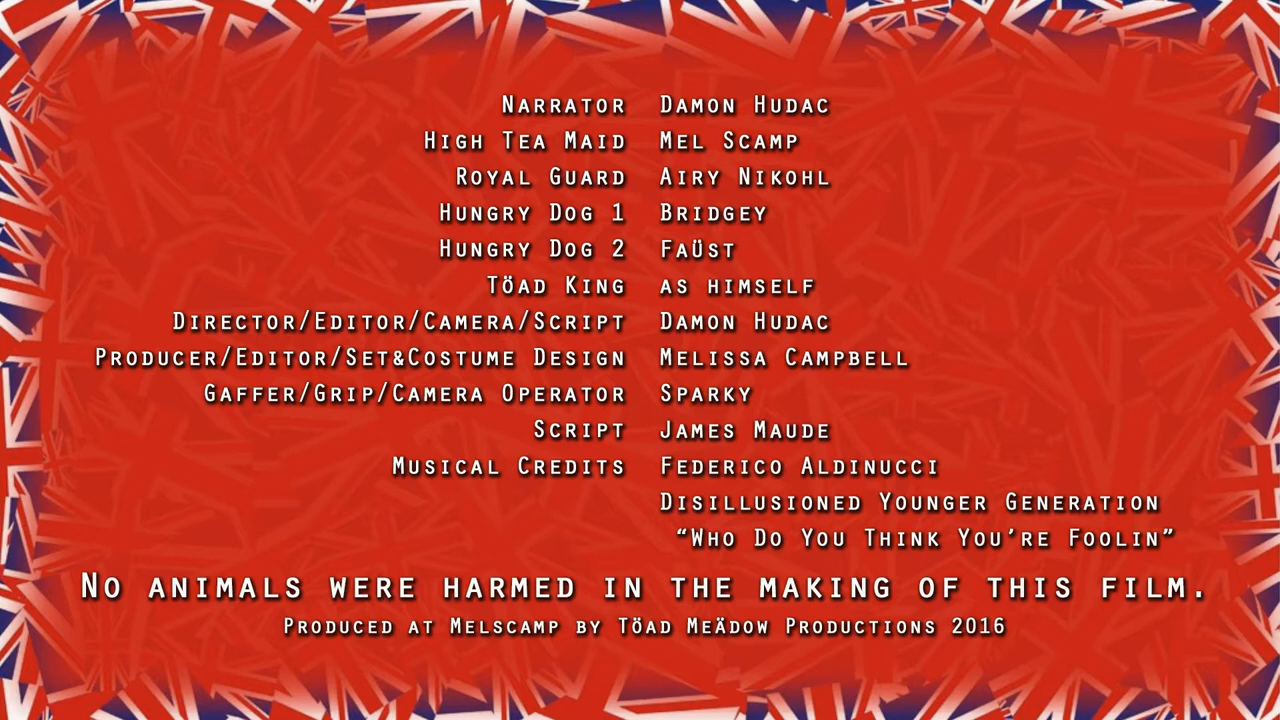 Narrator Damon Hudac
High Tea Maid Mel Scamp
Royal Guard Airy Nikohl
Hungry Dog 1 Bridgey
Hungry Dog 2 Faüst
Töad King as himself
Director/Editor/Camera/Script Damon Hudac
Producer/Editor/Set&Costume Design Melissa Campbell
Gaffer/Grip/Camera Operator Sparky
Script James Maude
Musical Credits Federico Aldinucci
Disillusioned Younger Generation
“Who Do You Think You’re Foolin”
No animals were harmed in the making of this film.
Produced at Melscamp by Töad Meädow Productions 2016